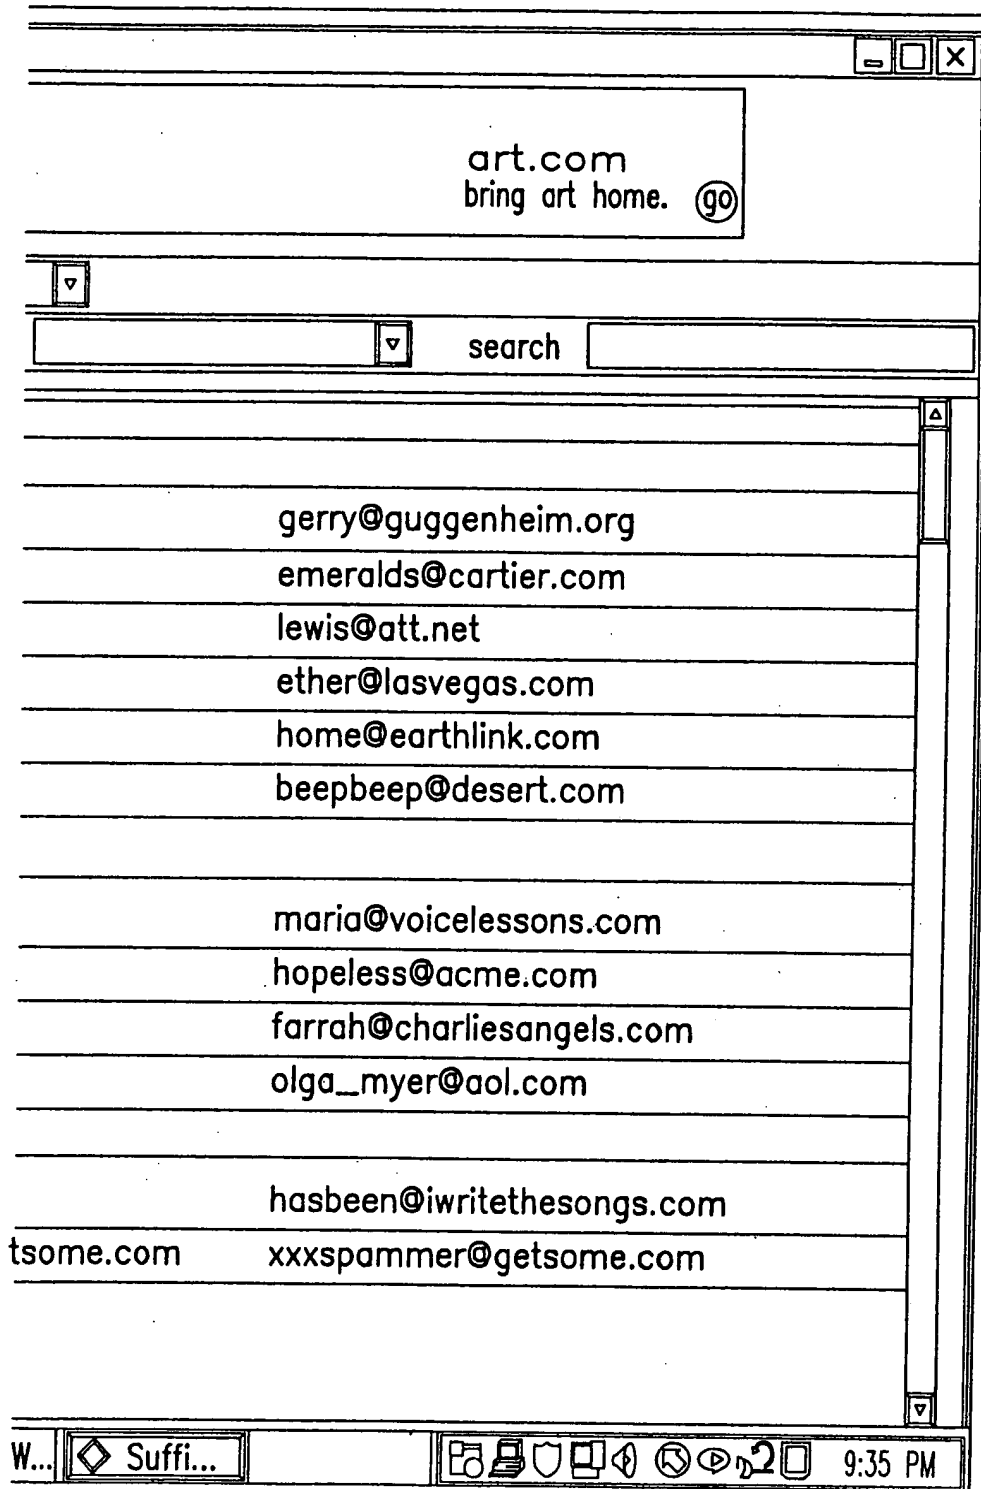 art.com
bring art home. go
search
gerry@guggenheim.org
emeralds@cartier.com
lewis@att.net
ether@lasvegas.com
home@earthlink.com
beepbeep@desert.com
maria@voicelessons.com
hopeless@acme.com
farrah@charliesangels.com
olga_myer@aol.com
hasbeen@iwritethesongs.com
tsome.com xxxspammer@getsome.com
W... Suffi... 9:35 PM